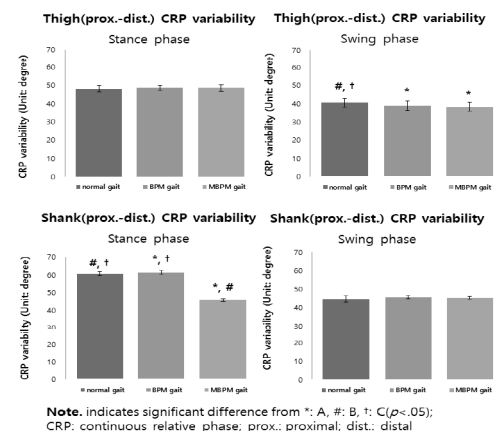 Thigh(prox.-dist.) CRP variability
Stance phase
CRP variability (Unit: degree)
70
60
50
40
30
20
10
0
normal gait
BPM gait
MBPM gait
Thigh(prox.-dist.) CRP variability
Swing phase
CRP variability (Unit: degree)
70
60
50
40
30
20
10
0
#, †
*
*
normal gait
BPM gait
MBPM gait
Shank(prox.-dist.) CRP variability
Stance phase
CRP variability (Unit: degree)
70
60
50
40
30
20
10
0
#, †
*, †
*, #
normal gait
BPM gait
MBPM gait
Shank(prox.-dist.) CRP variability
Swing phase
CRP variability (Unit: degree)
70
60
50
40
30
20
10
0
normal gait
BPM gait
MBPM gait
Note. indicates significant difference from *: A, #: B, †: C(p<.05);
CRP: continuous relative phase; prox.: proximal; dist.: distal